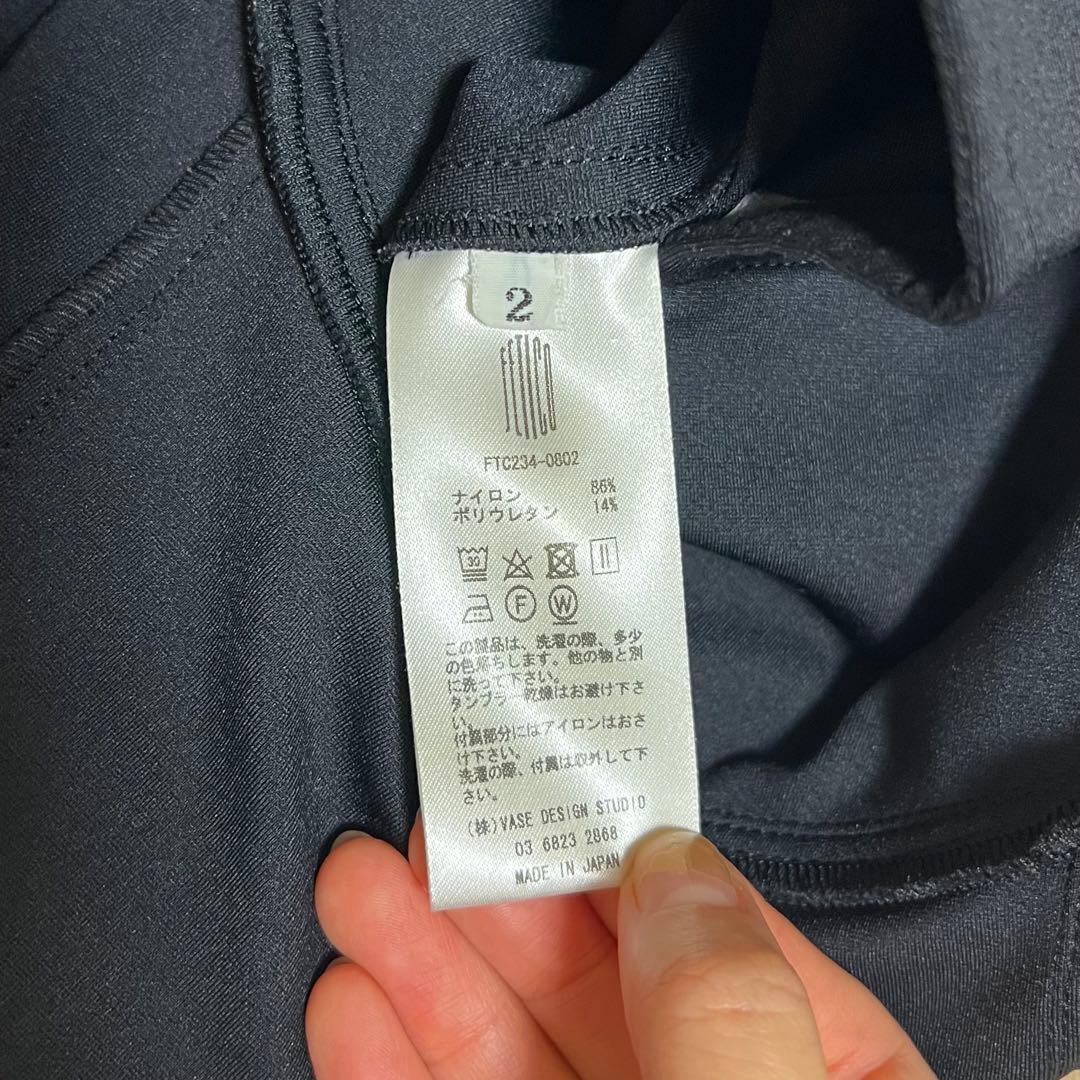 2
FETICO
FTC234-0802
ナイロン 86%
ポリウレタン 14%
30
F W
この製品は、洗濯の際、多少
の色落ちします。他の物と別
に洗って下さい。
タンブラー乾燥はお避け下さ
い。
付属部分にはアイロンはおさ
け下さい。
洗濯の際、付属は取外して下
さい。
(株)VASE DESIGN STUDIO
03 6823 2868
MADE IN JAPAN